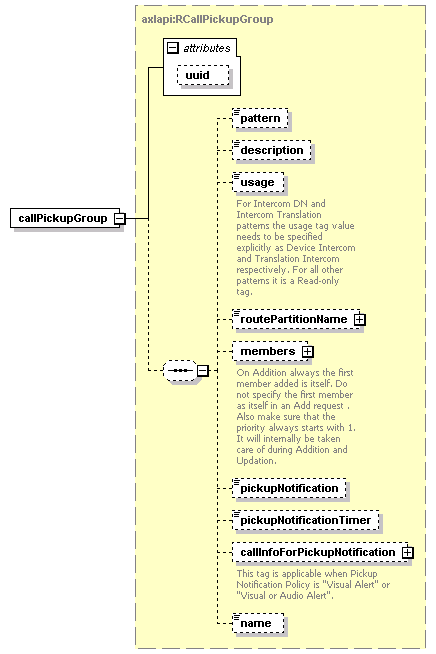 axlapi:RCallPickupGroup
attributes
uuid
callPickupGroup
pattern
description
usage
For Intercom DN and
Intercom Translation
patterns the usage tag value
needs to be specified
explicitly as Device Intercom
and Translation Intercom
respectively. For all other
patterns it is a Read-only
tag.
routePartitionName
members
On Addition always the first
member added is itself. Do
not specify the first member
as itself in an Add request .
Also make sure that the
priority always starts with 1.
It will internally be taken
care of during Addition and
Updation.
pickupNotification
pickupNotificationTimer
callInfoForPickupNotification
This tag is applicable when Pickup
Notification Policy is "Visual Alert" or
"Visual or Audio Alert".
name